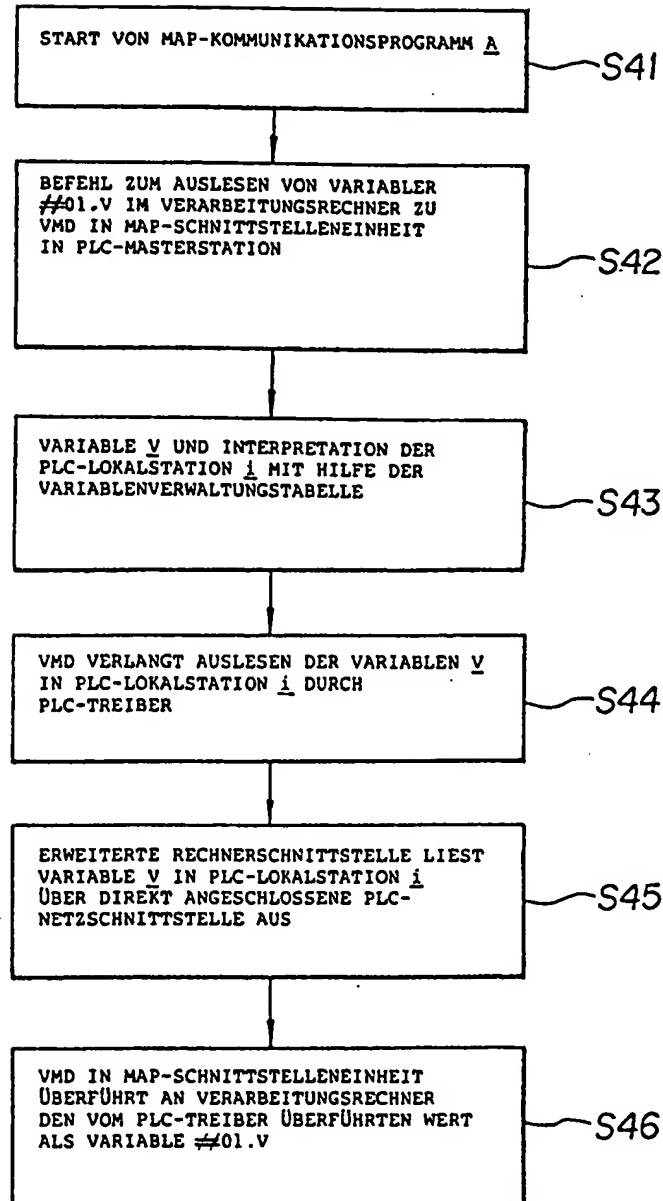 START VON MAP-KOMMUNIKATIONSPROGRAMM A
S41
BEFEHL ZUM AUSLESEN VON VARIABLER
#01.V IM VERARBEITUNGSRECHNER ZU
VMD IN MAP-SCHNITTSTELLENEINHEIT
IN PLC-MASTERSTATION
S42
VARIABLE V UND INTERPRETATION DER
PLC-LOKALSTATION i MIT HILFE DER
VARIABLENVERWALTUNGSTABELLE
S43
VMD VERLANGT AUSLESEN DER VARIABLEN V
IN PLC-LOKALSTATION i DURCH
PLC-TREIBER
S44
ERWEITERTE RECHNERSCHNITTSTELLE LIEST
VARIABLE V IN PLC-LOKALSTATION i
ÜBER DIREKT ANGESCHLOSSENE PLC-
NETZSCHNITTSTELLE AUS
S45
VMD IN MAP-SCHNITTSTELLENEINHEIT
ÜBERFÜHRT AN VERARBEITUNGSRECHNER
DEN VOM PLC-TREIBER ÜBERFÜHRTEN WERT
ALS VARIABLE #01.V
S46